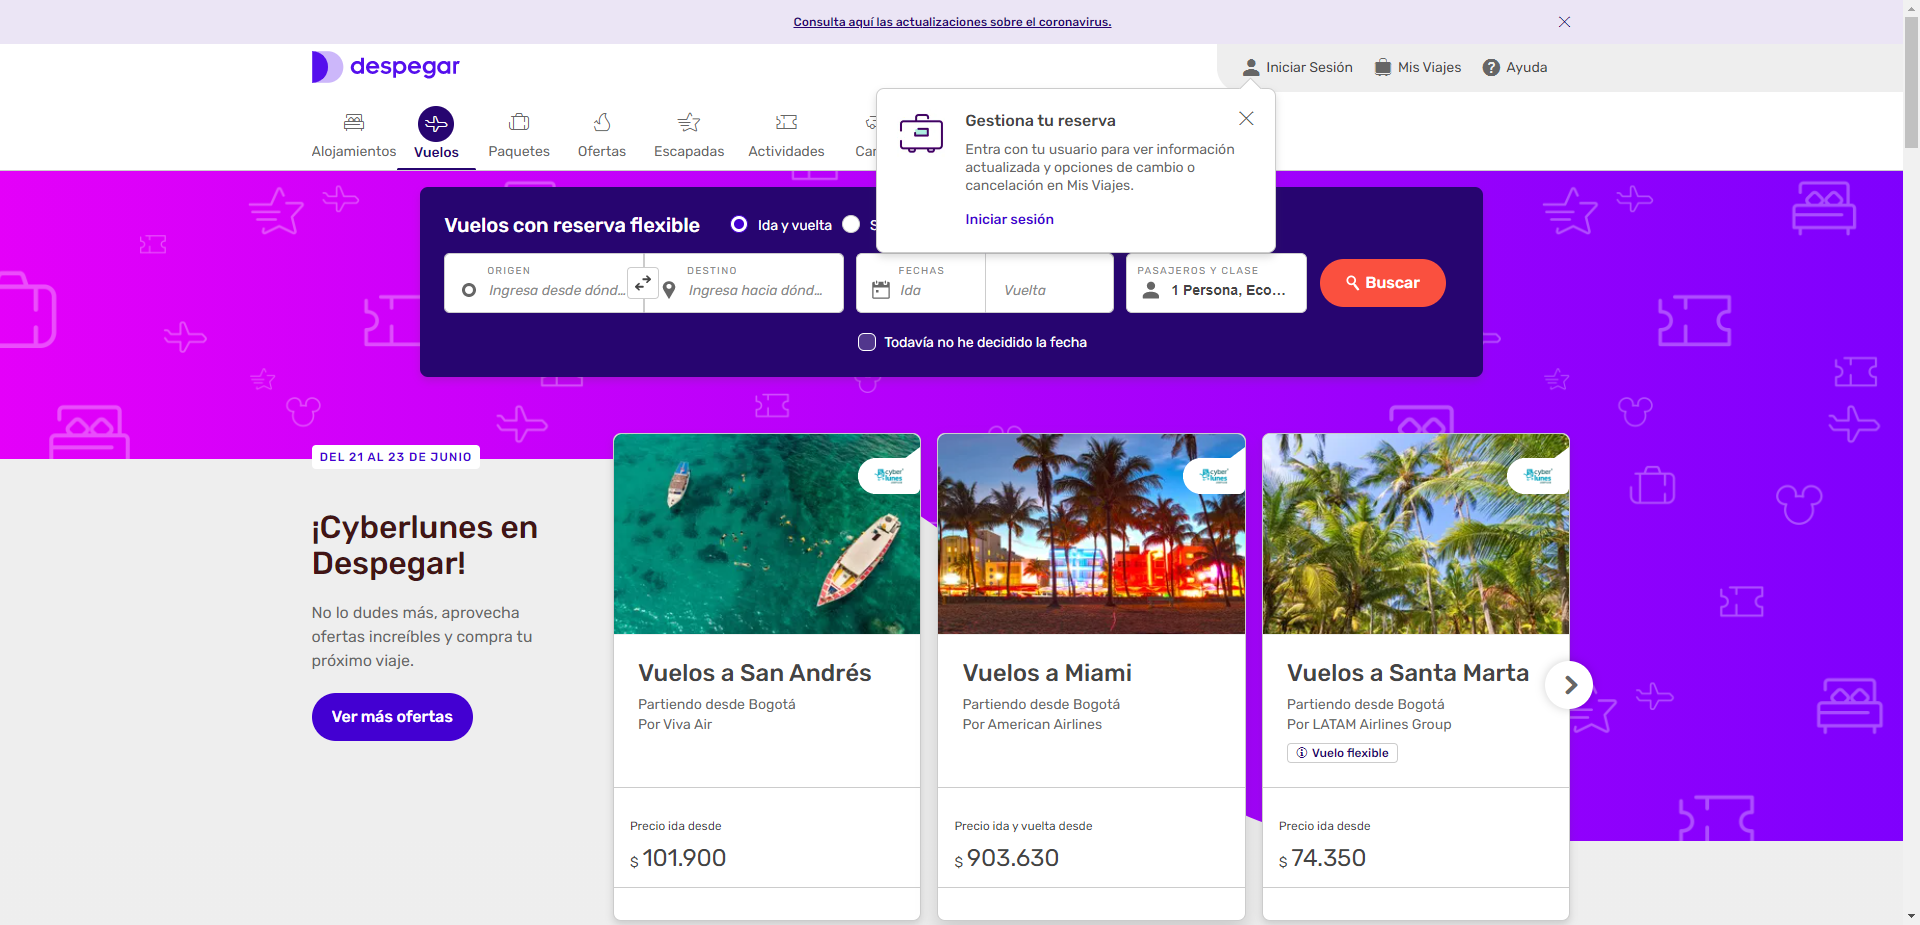 Consulta aquí las actualizaciones sobre el coronavirus.
despegar
Iniciar Sesión
Mis Viajes
Ayuda
Alojamientos
Vuelos
Paquetes
Ofertas
Escapadas
Actividades
Gestiona tu reserva
Entra con tu usuario para ver información
actualizada y opciones de cambio o
cancelación en Mis Viajes.
Iniciar sesión
Vuelos con reserva flexible
Ida y vuelta
ORIGEN
Ingresa desde dónd...
DESTINO
Ingresa hacia dónd...
FECHAS
Ida
Vuelta
PASAJEROS Y CLASE
1 Persona, Eco...
Buscar
Todavía no he decidido la fecha
DEL 21 AL 23 DE JUNIO
¡Cyberlunes en
Despegar!
No lo dudes más, aprovecha
ofertas increíbles y compra tu
próximo viaje.
Ver más ofertas
cyber
lunes
Vuelos a San Andrés
Partiendo desde Bogotá
Por Viva Air
Precio ida desde
$ 101.900
cyber
lunes
Vuelos a Miami
Partiendo desde Bogotá
Por American Airlines
Precio ida y vuelta desde
$ 903.630
cyber
lunes
Vuelos a Santa Marta
Partiendo desde Bogotá
Por LATAM Airlines Group
Vuelo flexible
Precio ida desde
$ 74.350